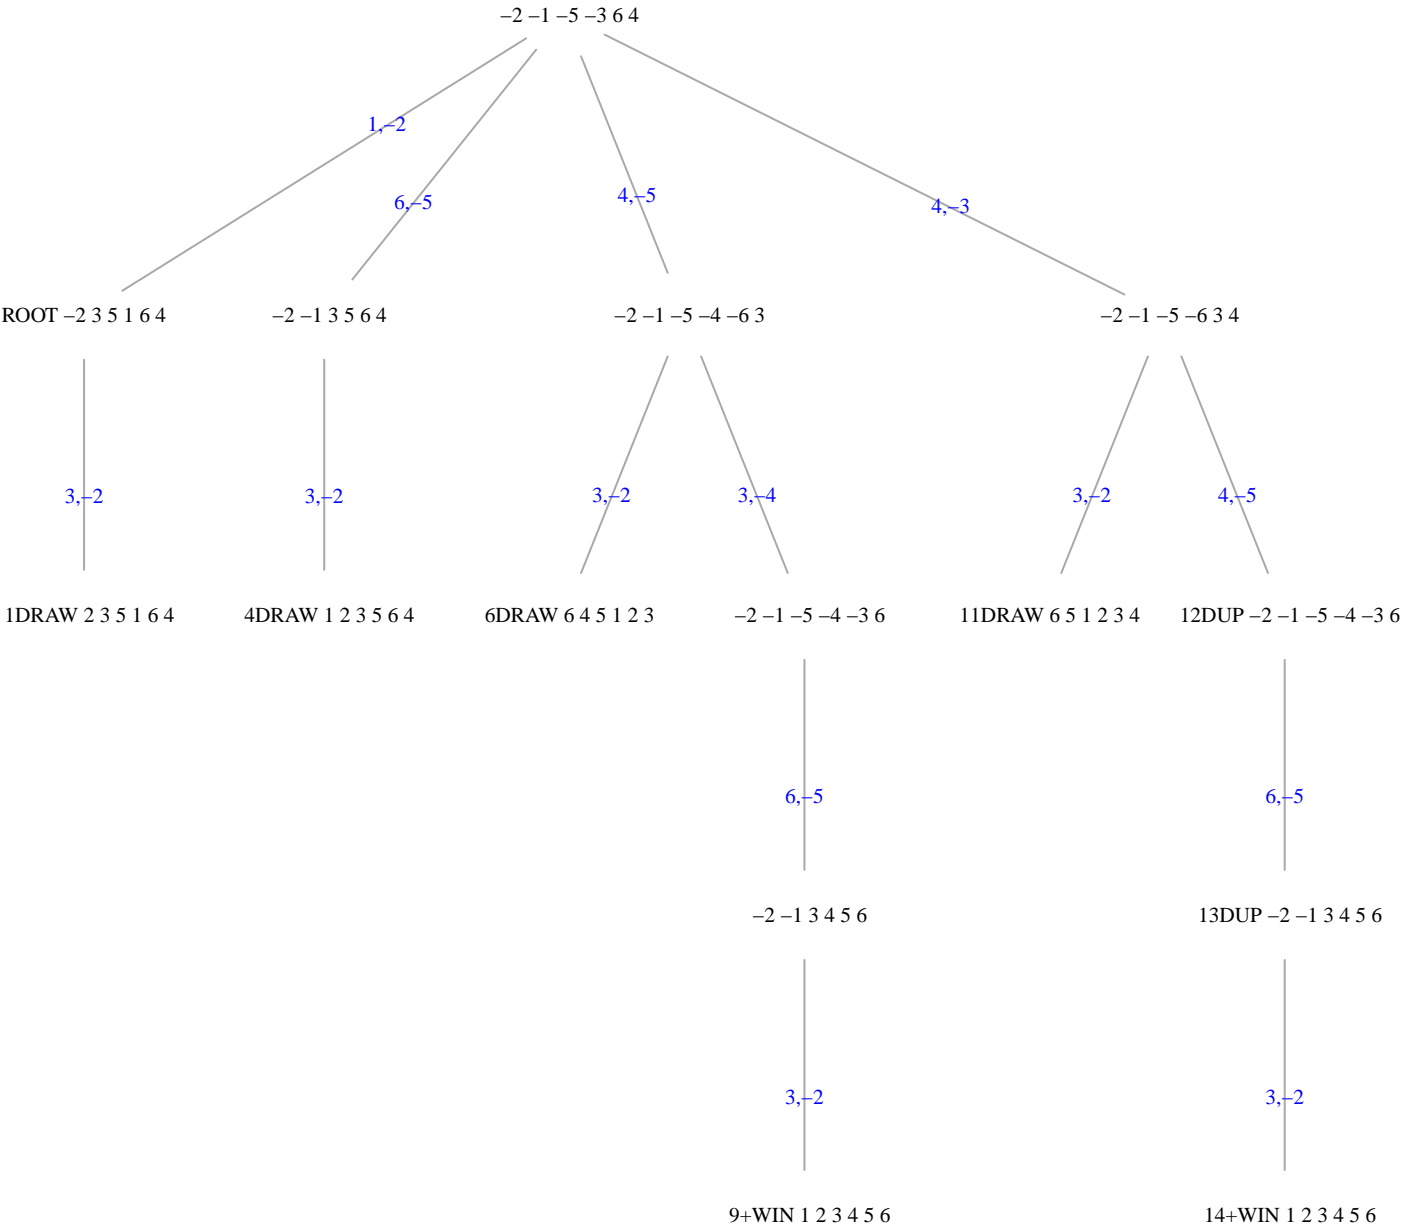 –2 –1 –5 –3 6 4
1,–2
6,–5
4,–5
4,–3
ROOT –2 3 5 1 6 4
–2 –1 3 5 6 4
–2 –1 –5 –4 –6 3
–2 –1 –5 –6 3 4
3,–2
3,–2
3,–2
3,–4
3,–2
4,–5
1DRAW 2 3 5 1 6 4
4DRAW 1 2 3 5 6 4
6DRAW 6 4 5 1 2 3
–2 –1 –5 –4 –3 6
11DRAW 6 5 1 2 3 4
12DUP –2 –1 –5 –4 –3 6
6,–5
6,–5
–2 –1 3 4 5 6
13DUP –2 –1 3 4 5 6
3,–2
3,–2
9+WIN 1 2 3 4 5 6
14+WIN 1 2 3 4 5 6